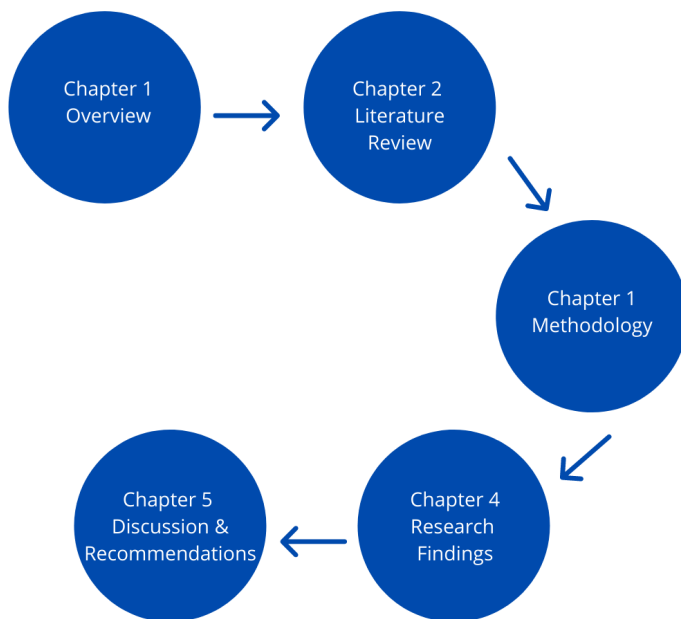 Chapter 1
Overview
Chapter 2
Literature
Review
Chapter 1
Methodology
Chapter 4
Research
Findings
Chapter 5
Discussion &
Recommendations